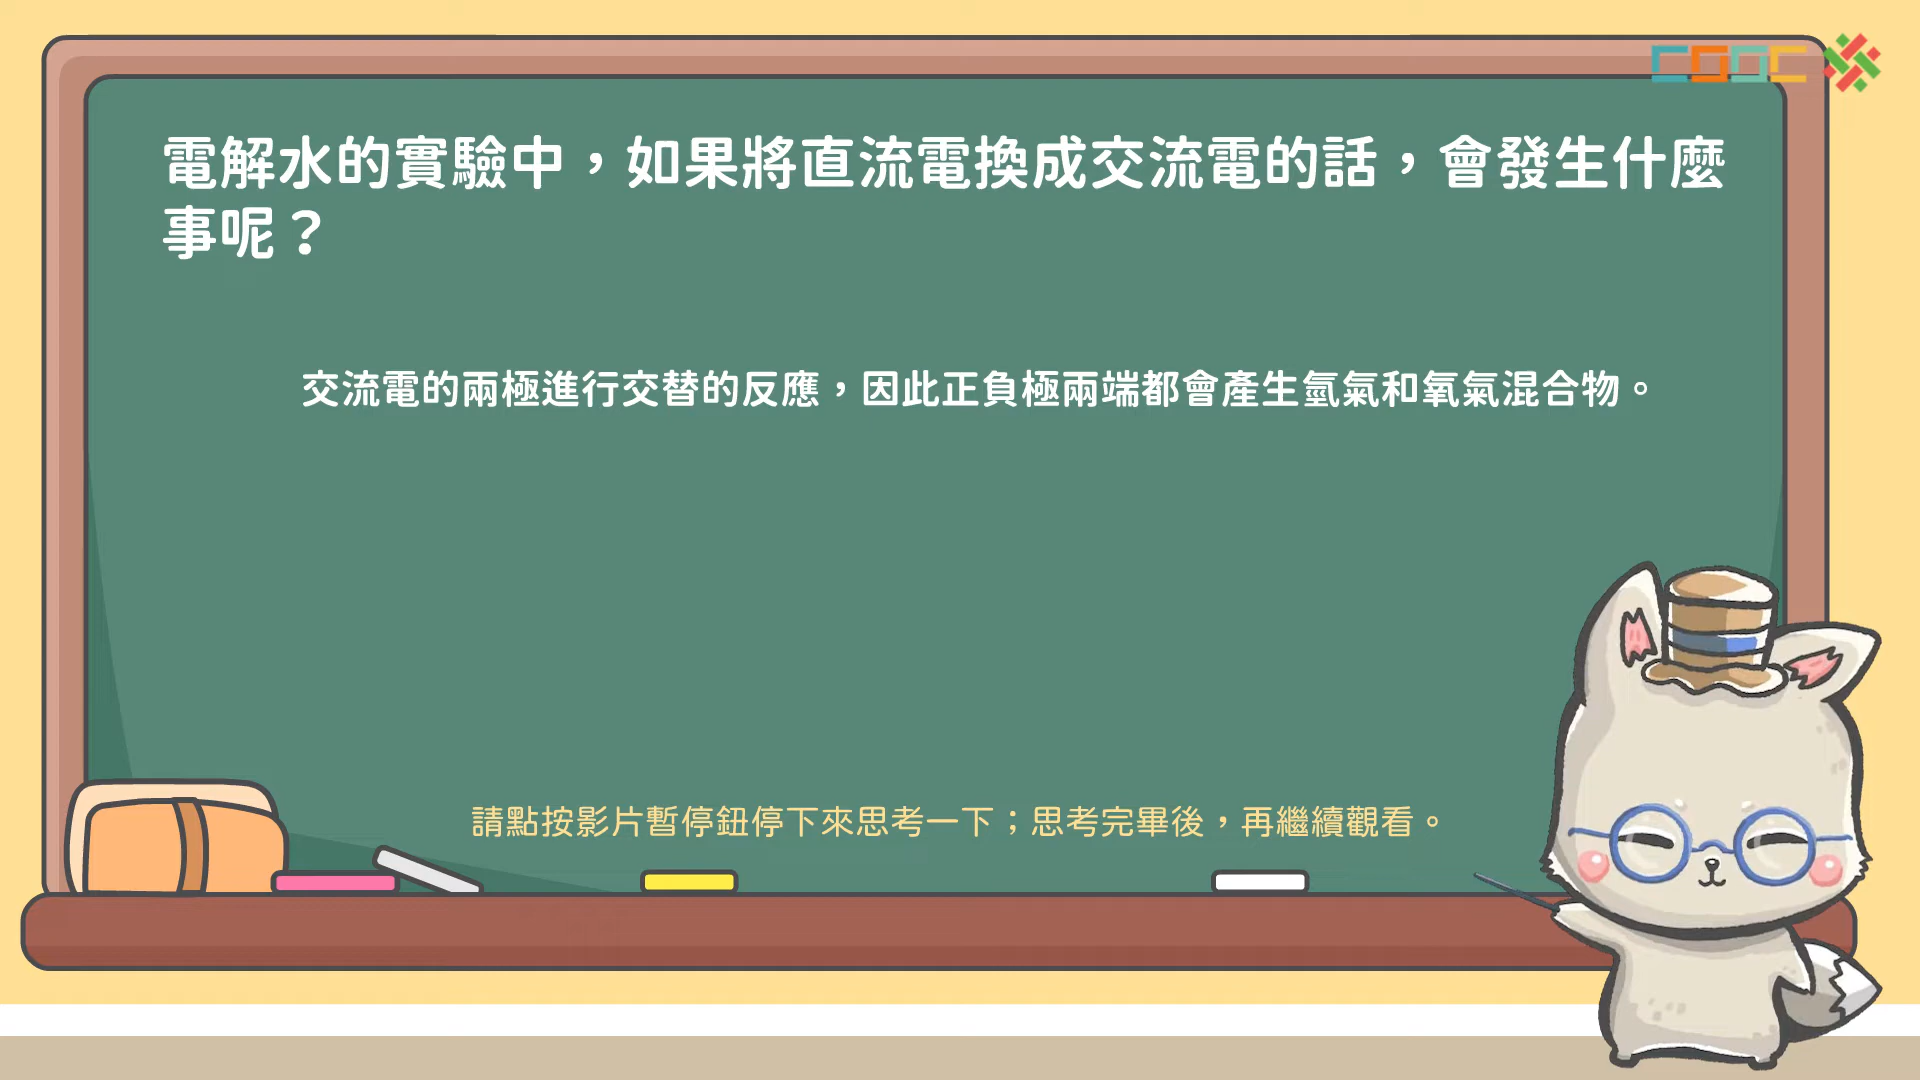 COOC
電解水的實驗中，如果將直流電換成交流電的話，會發生什麼
事呢？
交流電的兩極進行交替的反應，因此正負極兩端都會產生氫氣和氧氣混合物。
請點按影片暫停鈕停下來思考一下；思考完畢後，再繼續觀看。